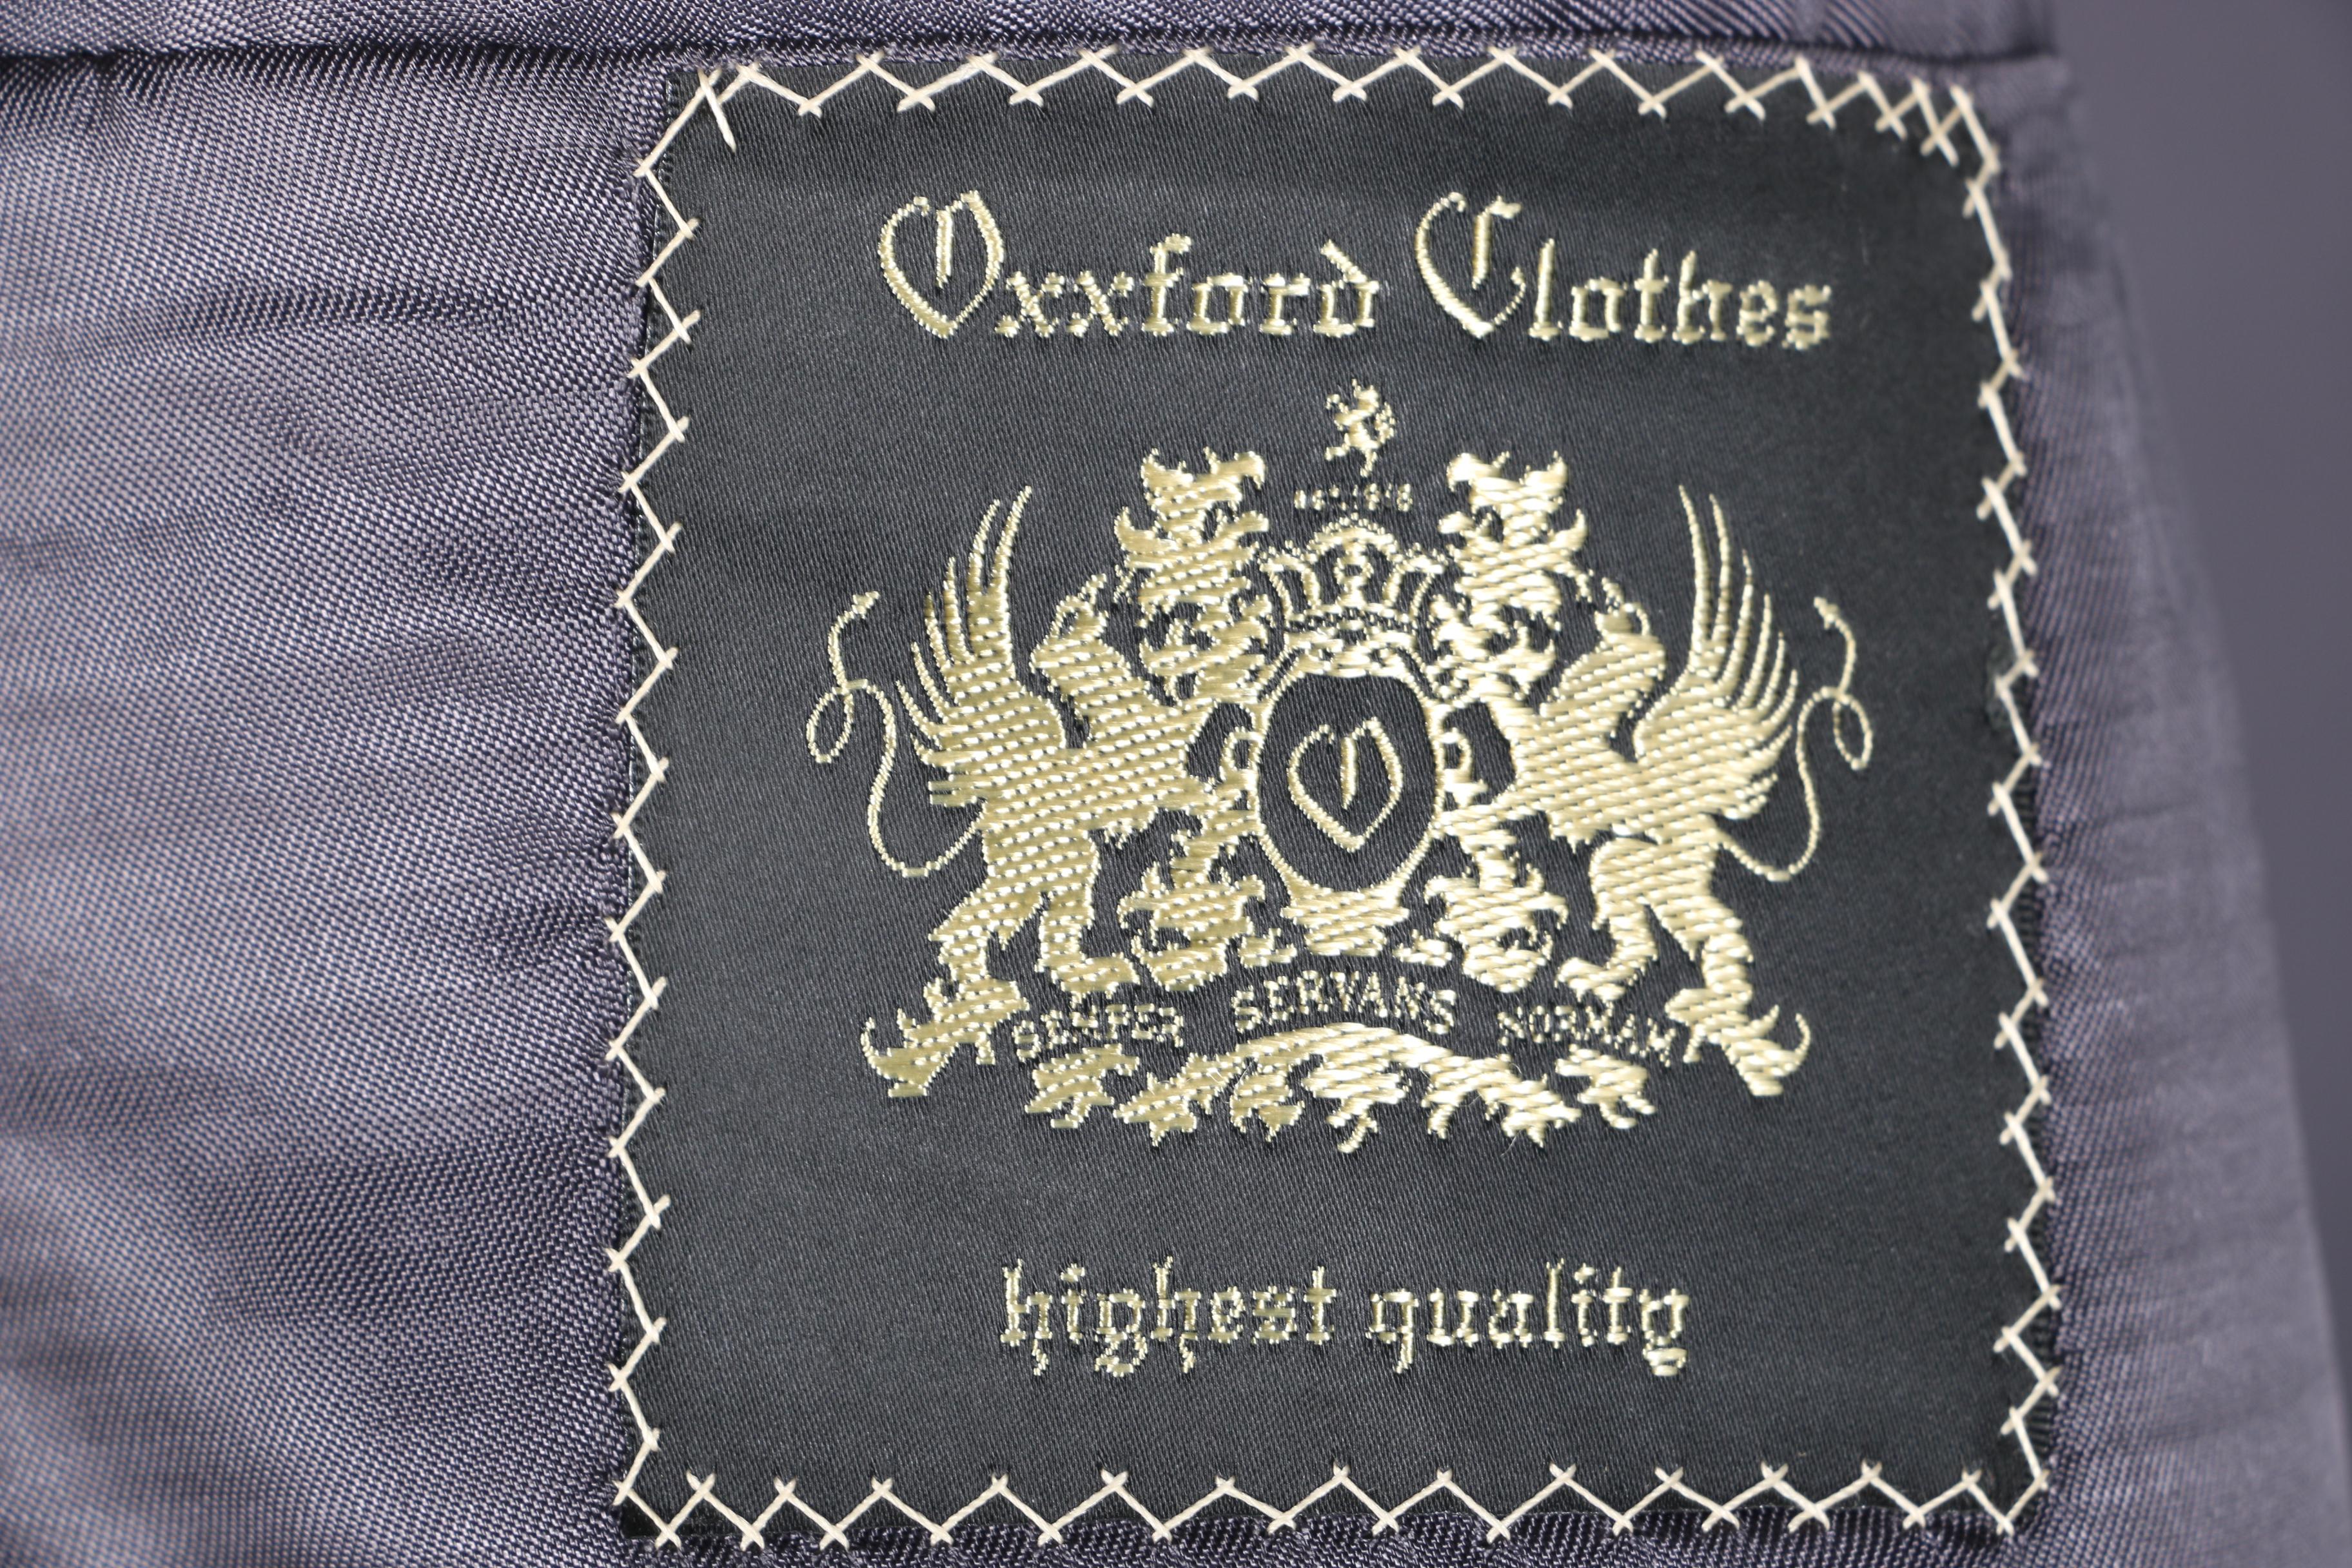 Oxxford Clothes
SEMPER SERVANS NORMAM
highest quality